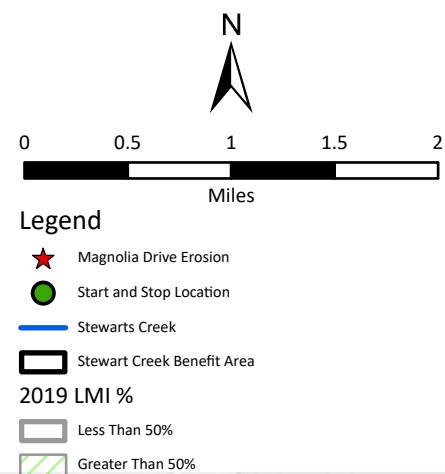 N
0 0.5 1 1.5 2
Miles
Legend
Magnolia Drive Erosion
Start and Stop Location
Stewarts Creek
Stewart Creek Benefit Area
2019 LMI %
Less Than 50%
Greater Than 50%